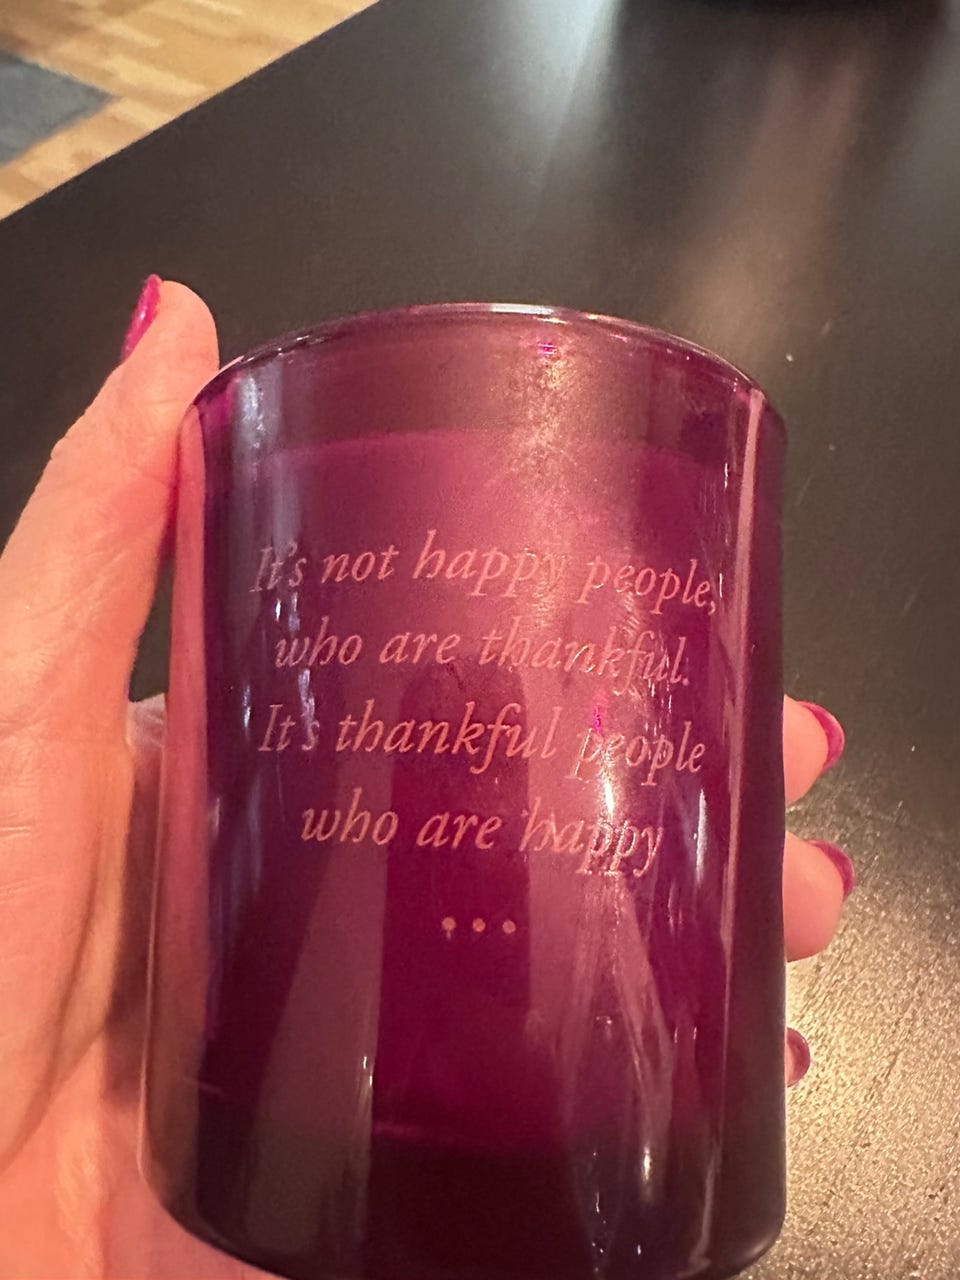 It's not happy people,
who are thankful.
It's thankful people
who are happy
...